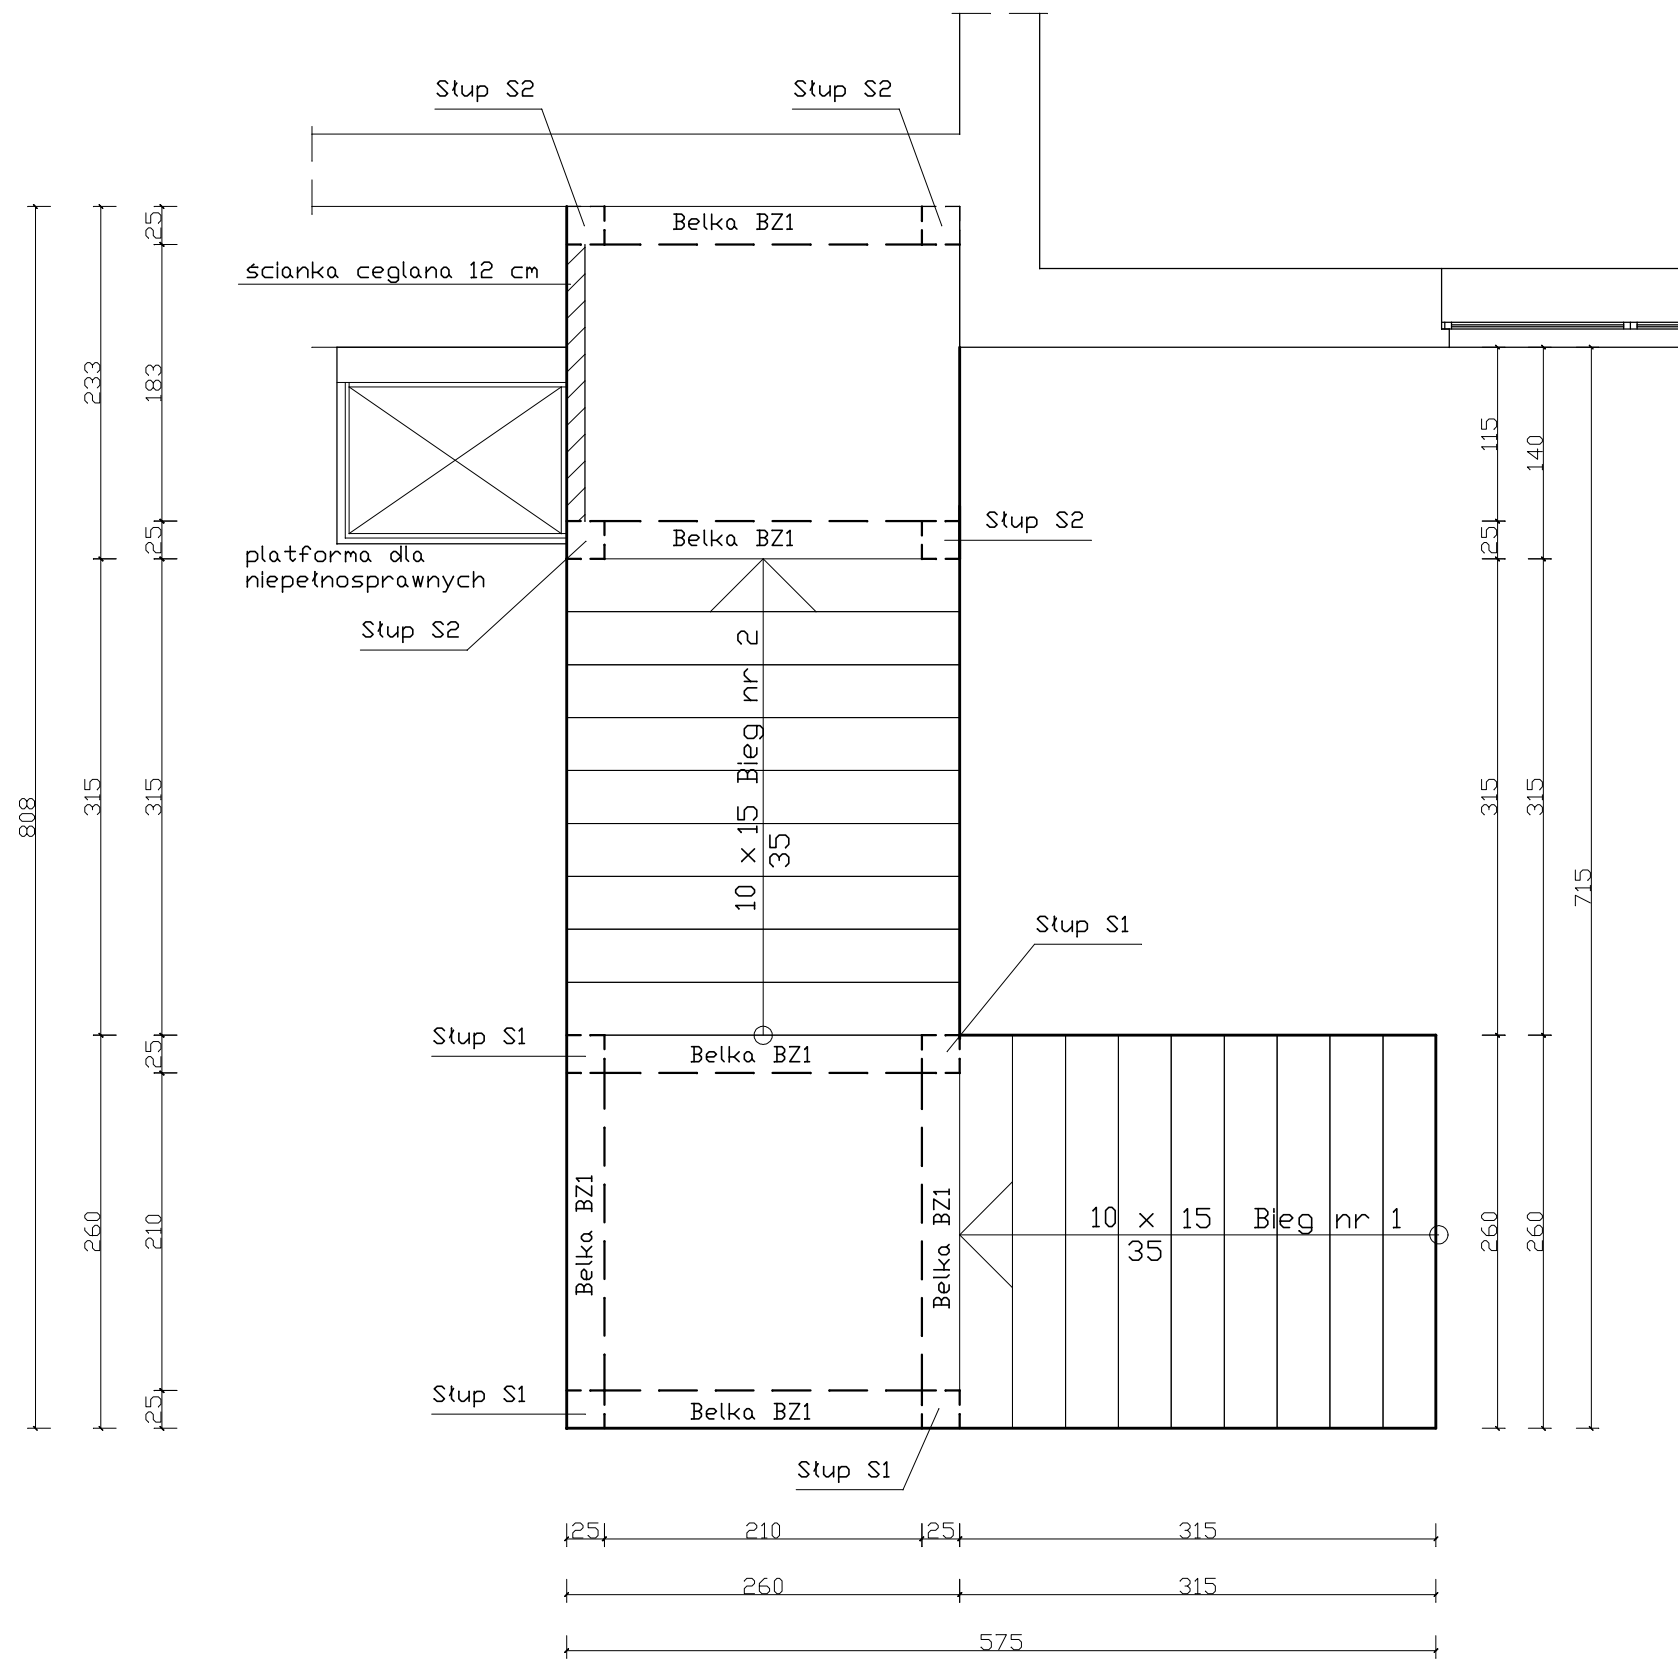 Słup S2
Słup S2
Belka BZ1
ścianka ceglana 12 cm
25
233
183
115
140
25
25
Belka BZ1
Słup S2
platforma dla
niepełnosprawnych
Słup S2
10 x 15 Bieg nr 2
35
808
315
315
315
315
715
Słup S1
Słup S1
25
Belka BZ1
Belka BZ1
Belka BZ1
10 x 15 Bieg nr 1
35
260
210
260
260
Słup S1
25
Belka BZ1
Słup S1
25
210
25
315
260
315
575